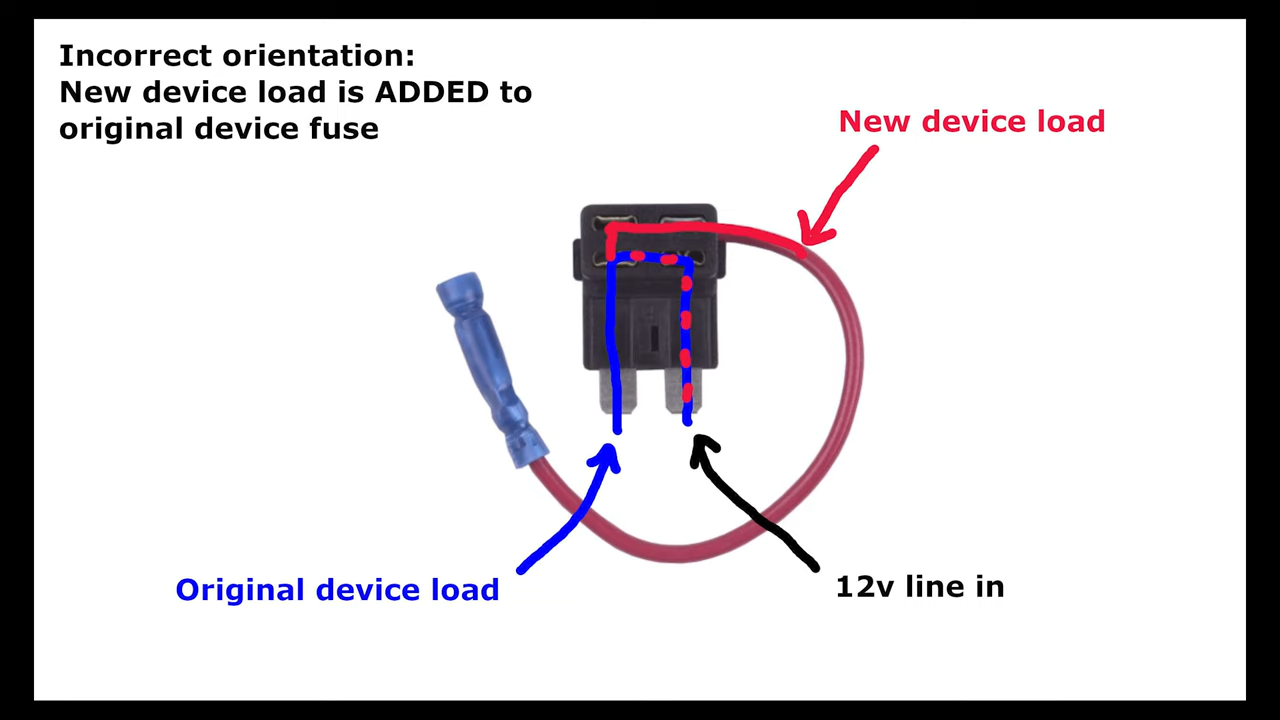 Incorrect orientation:
New device load is ADDED to
original device fuse
New device load
Original device load
12v line in